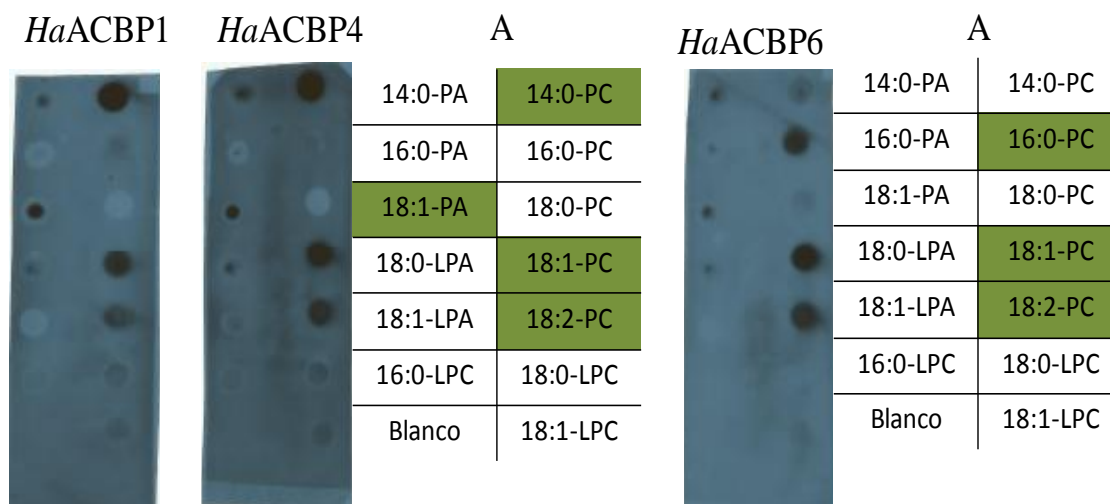 HaACBP1 HaACBP4 A
14:0-PA 14:0-PC
16:0-PA 16:0-PC
18:1-PA 18:0-PC
18:0-LPA 18:1-PC
18:1-LPA 18:2-PC
16:0-LPC 18:0-LPC
Blanco 18:1-LPC
HaACBP6 A
14:0-PA 14:0-PC
16:0-PA 16:0-PC
18:1-PA 18:0-PC
18:0-LPA 18:1-PC
18:1-LPA 18:2-PC
16:0-LPC 18:0-LPC
Blanco 18:1-LPC